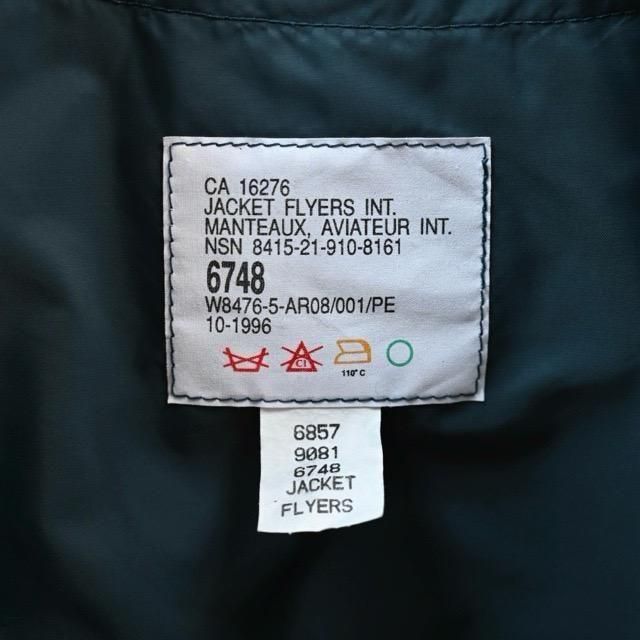 CA 16276
JACKET FLYERS INT.
MANTEAUX, AVIATEUR INT.
NSN 8415-21-910-8161
6748
W8476-5-AR08/001/PE
10-1996
Cl
110°C
6857
9081
6748
JACKET
FLYERS